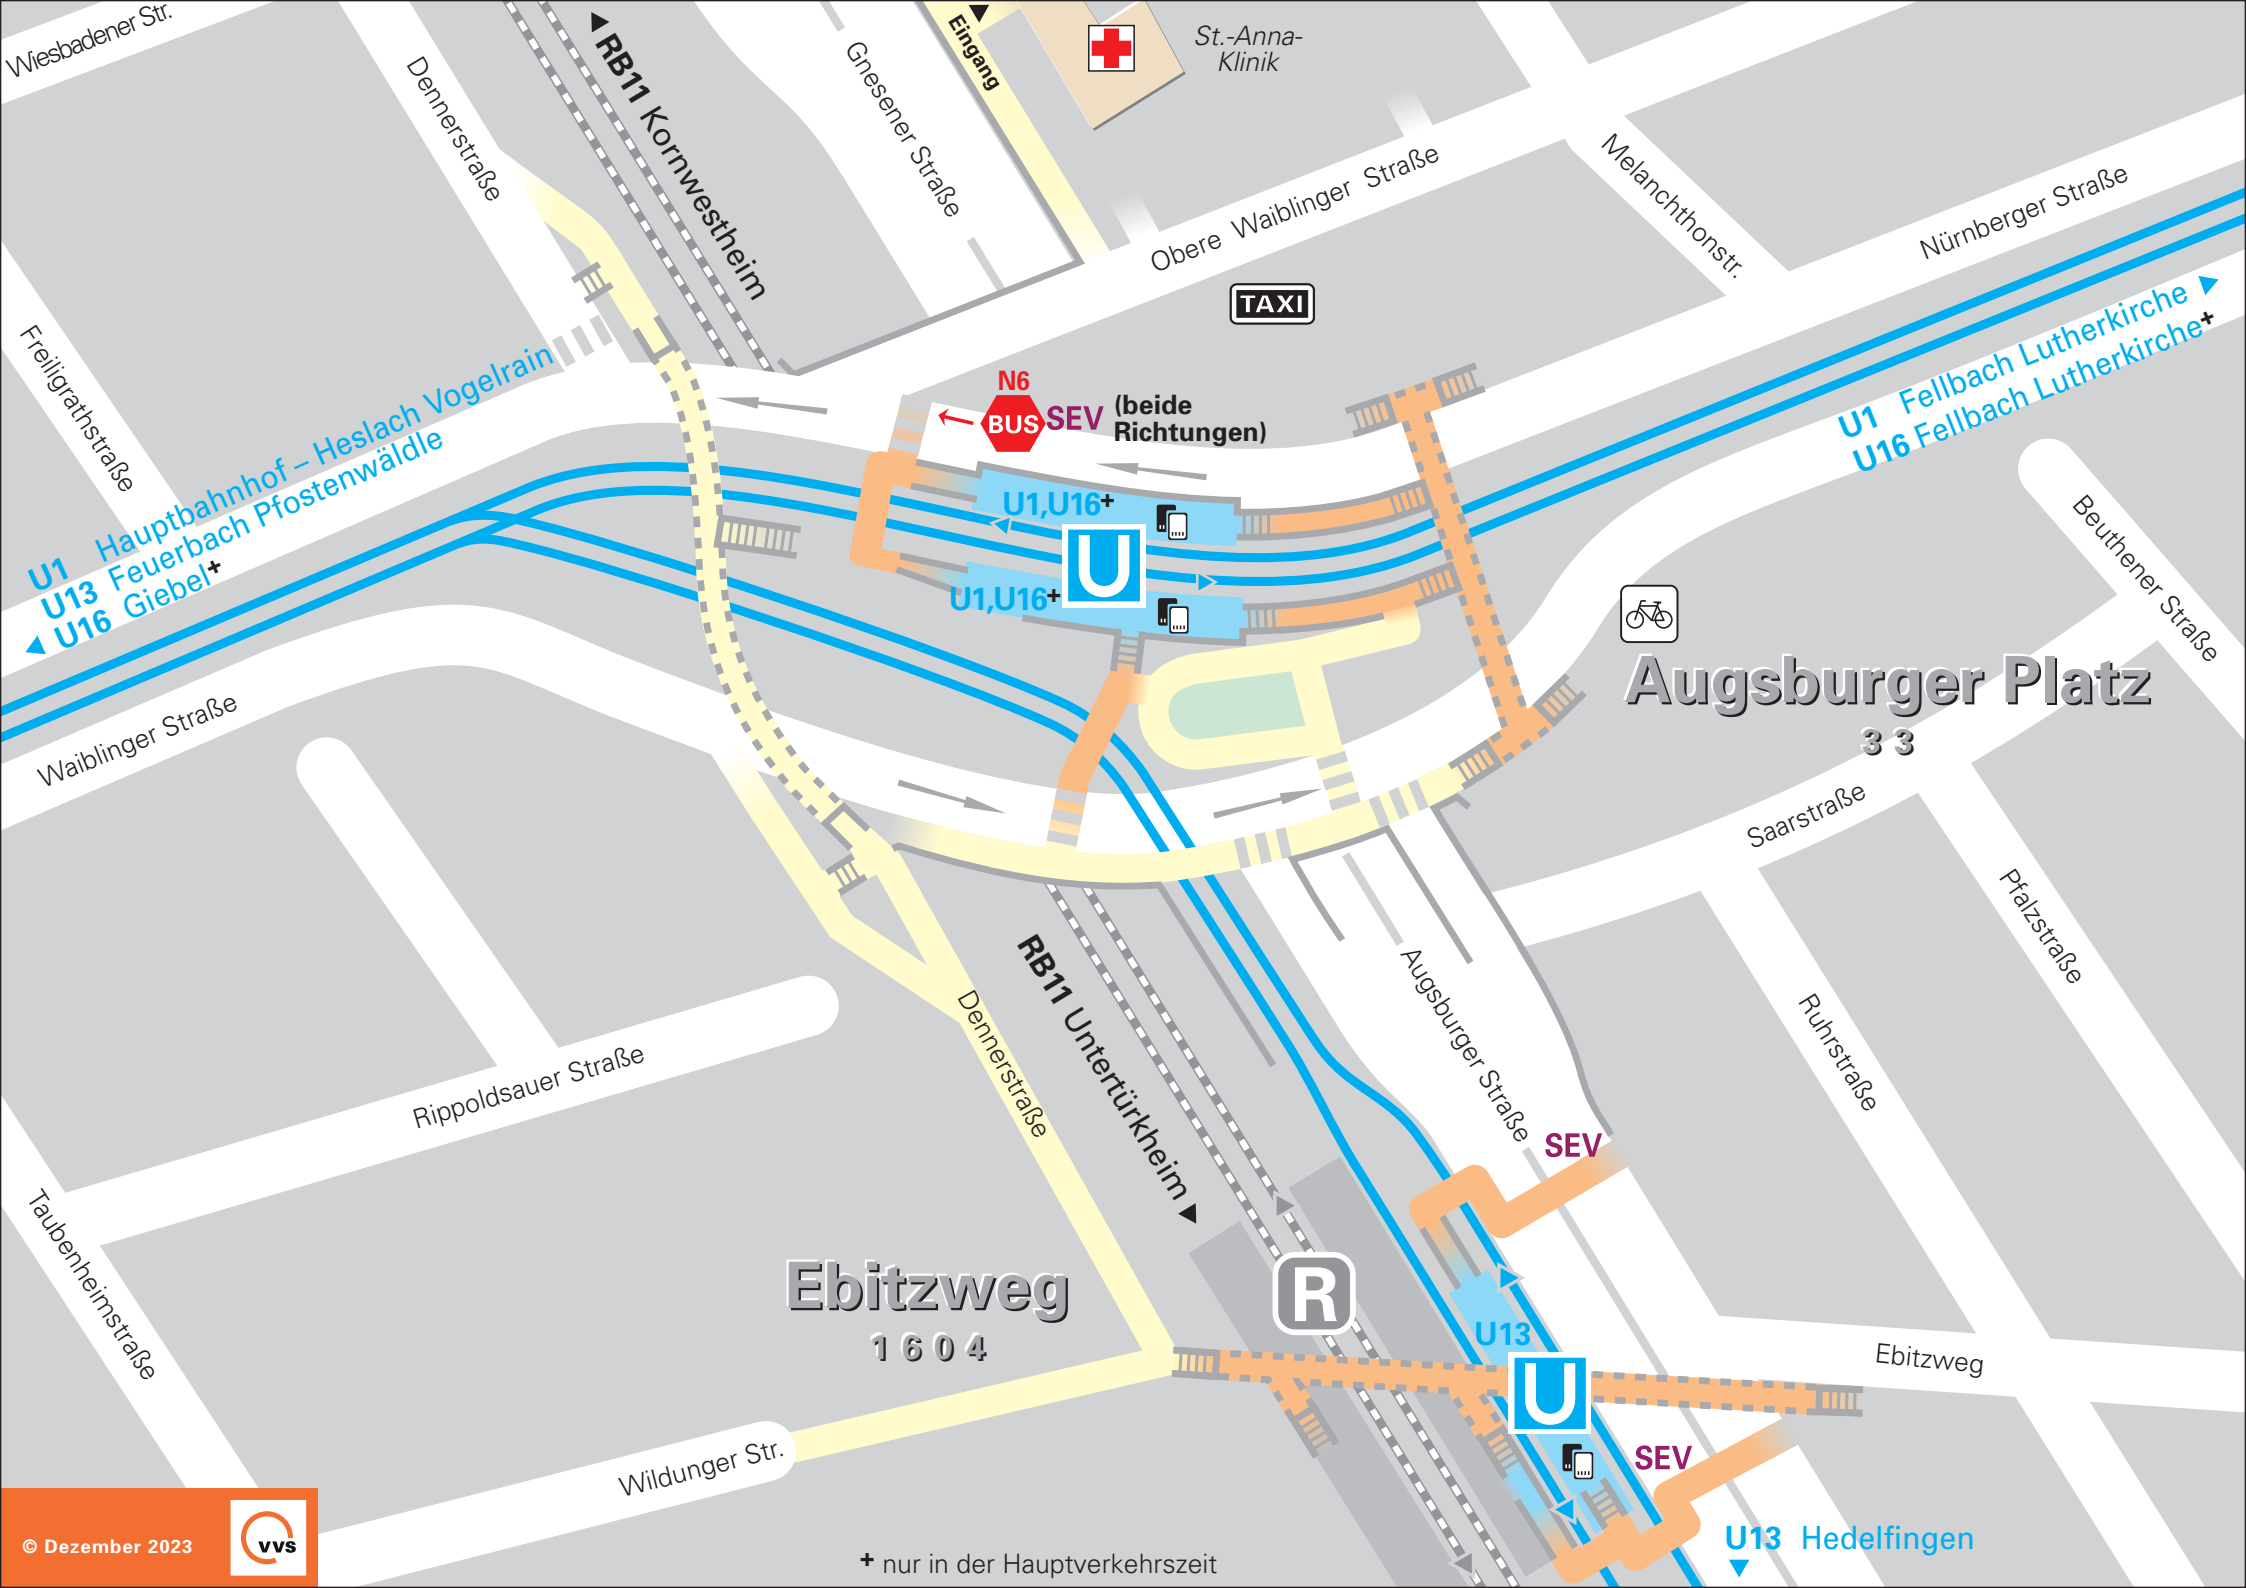 Wiesbadener Str.
Dennerstraße
RB11 Kornwestheim
Gnesener Straße
Eingang
St.-Anna-
Klinik
Obere Waiblinger Straße
Melanchthonstr.
Nürnberger Straße
TAXI
Freiligrathstraße
U1 Hauptbahnhof – Heslach Vogelrain
U13 Feuerbach Pfostenwäldle
U16 Giebel+
N6
BUS
SEV
(beide
Richtungen)
U1 Fellbach Lutherkirche
U16 Fellbach Lutherkirche+
U1,U16+
U
U1,U16+
Beuthener Straße
Augsburger Platz
3 3
Waiblinger Straße
Saarstraße
Pfalzstraße
Ruhrstraße
RB11 Untertürkheim
Augsburger Straße
Dennerstraße
Rippoldsauer Straße
SEV
Taubenheimstraße
Ebitzweg
1 6 0 4
R
U13
U
Ebitzweg
SEV
Wildunger Str.
U13 Hedelfingen
© Dezember 2023
vvs
+ nur in der Hauptverkehrszeit